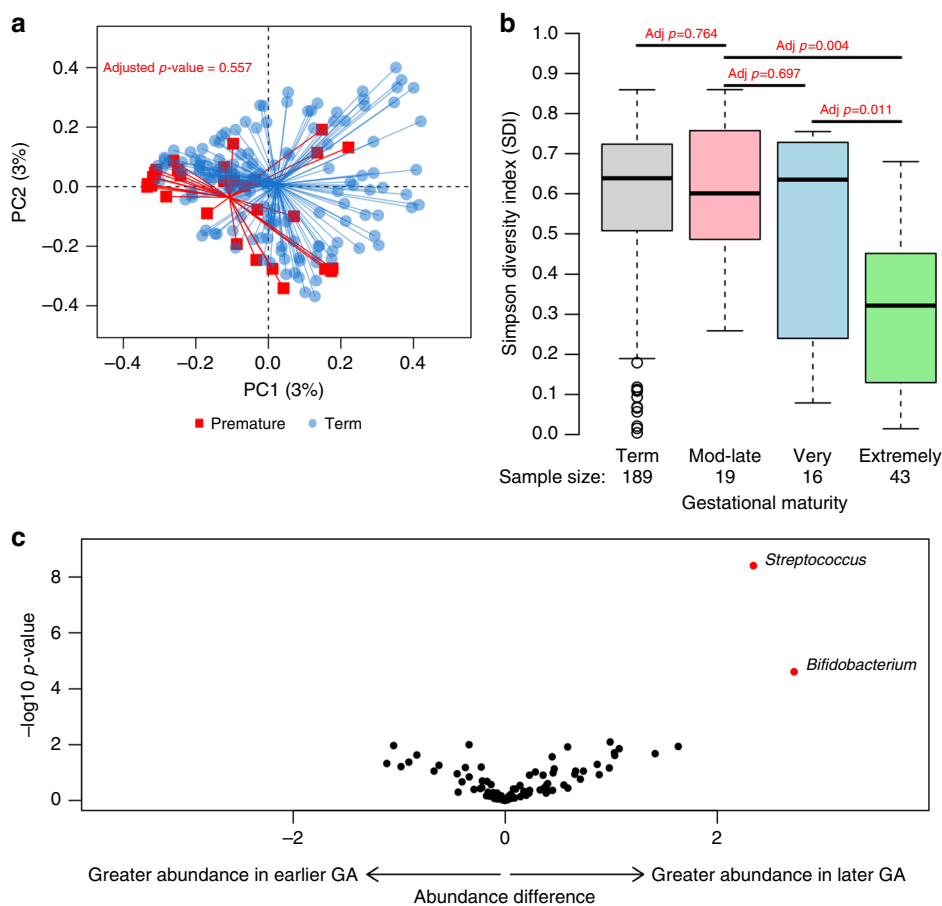 a
Adjusted p-value = 0.557
PC2 (3%)
0.4
0.2
0.0
−0.2
−0.4
−0.4
−0.2
0.0
0.2
0.4
PC1 (3%)
Premature
Term
b
Adj p=0.764
Adj p=0.004
Adj p=0.697
Adj p=0.011
Simpson diversity index (SDI)
1.0
0.9
0.8
0.7
0.6
0.5
0.4
0.3
0.2
0.1
0.0
Term Mod-late Very Extremely
Sample size: 189 19 16 43
Gestational maturity
c
Streptococcus
Bifidobacterium
−log10 p-value
8
6
4
2
0
−2
0
2
Greater abundance in earlier GA
Greater abundance in later GA
Abundance difference